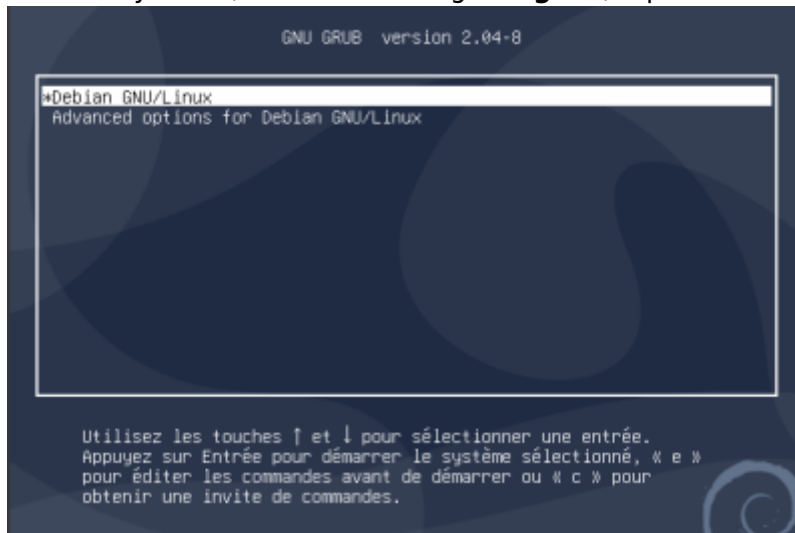 GNU GRUB version 2.04-8
*Debian GNU/Linux
Advanced options for Debian GNU/Linux
Utilisez les touches ↑ et ↓ pour sélectionner une entrée.
Appuyez sur Entrée pour démarrer le système sélectionné, « e »
pour éditer les commandes avant de démarrer ou « c » pour
obtenir une invite de commandes.